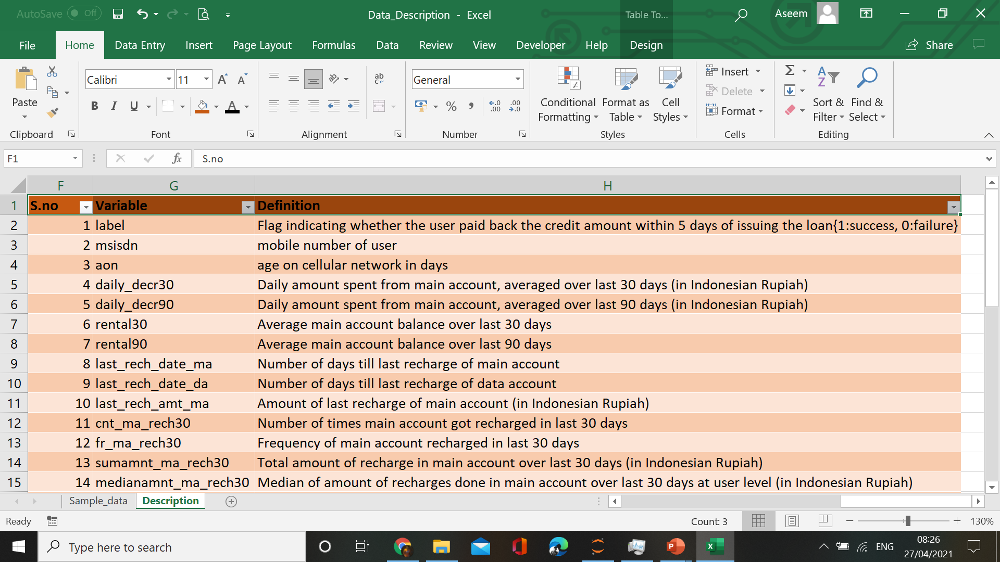 AutoSave Off Data_Description - Excel Table To... Aseem
File Home Data Entry Insert Page Layout Formulas Data Review View Developer Help Design Share
Paste
Clipboard
Calibri 11
B I U A
Font
ab
c
Alignment
General
% , .0 .00 .00 .0
Number
Conditional Formatting
Format as Table
Cell Styles
Styles
Insert
Delete
Format
Cells
Σ
Sort & Filter
Find & Select
Editing
F1 fx S.no
F G H
1 S.no Variable Definition
2 1 label Flag indicating whether the user paid back the credit amount within 5 days of issuing the loan{1:success, 0:failure}
3 2 msisdn mobile number of user
4 3 aon age on cellular network in days
5 4 daily_decr30 Daily amount spent from main account, averaged over last 30 days (in Indonesian Rupiah)
6 5 daily_decr90 Daily amount spent from main account, averaged over last 90 days (in Indonesian Rupiah)
7 6 rental30 Average main account balance over last 30 days
8 7 rental90 Average main account balance over last 90 days
9 8 last_rech_date_ma Number of days till last recharge of main account
10 9 last_rech_date_da Number of days till last recharge of data account
11 10 last_rech_amt_ma Amount of last recharge of main account (in Indonesian Rupiah)
12 11 cnt_ma_rech30 Number of times main account got recharged in last 30 days
13 12 fr_ma_rech30 Frequency of main account recharged in last 30 days
14 13 sumamnt_ma_rech30 Total amount of recharge in main account over last 30 days (in Indonesian Rupiah)
15 14 medianamnt_ma_rech30 Median of amount of recharges done in main account over last 30 days at user level (in Indonesian Rupiah)
Sample_data Description
Ready Count: 3 130%
Type here to search ENG 08:26
27/04/2021